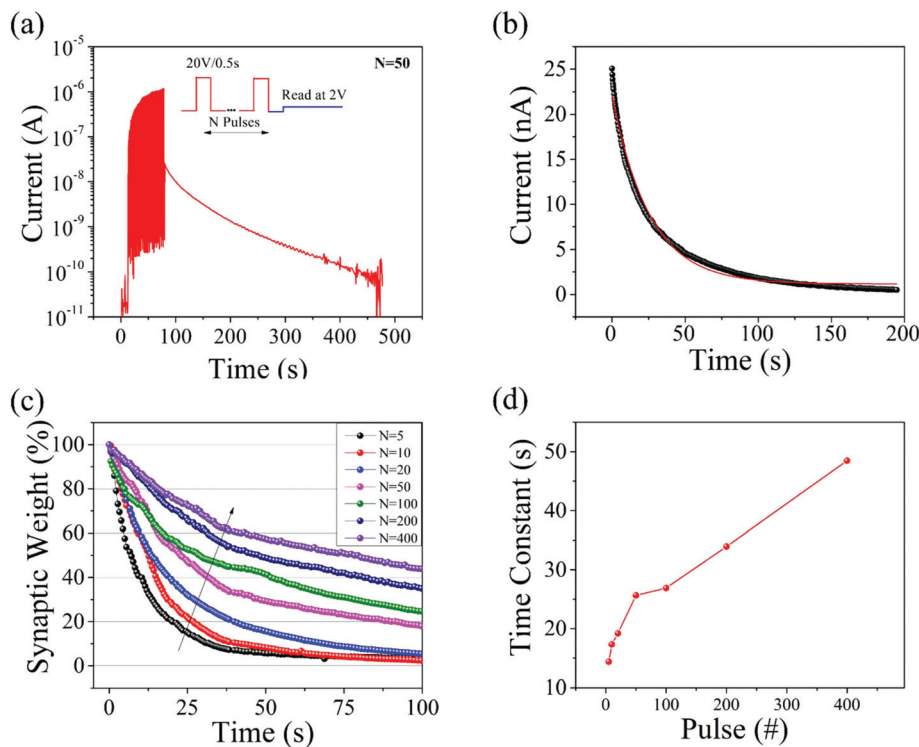 (a)
10⁻⁵
10⁻⁶
10⁻⁷
10⁻⁸
10⁻⁹
10⁻¹⁰
10⁻¹¹
Current (A)
20V/0.5s
N=50
Read at 2V
...
N Pulses
0 100 200 300 400 500
Time (s)
(b)
25
20
15
10
5
0
Current (nA)
0 50 100 150 200
Time (s)
(c)
100
80
60
40
20
0
Synaptic Weight (%)
N=5
N=10
N=20
N=50
N=100
N=200
N=400
0 25 50 75 100
Time (s)
(d)
50
40
30
20
10
Time Constant (s)
0 100 200 300 400
Pulse (#)